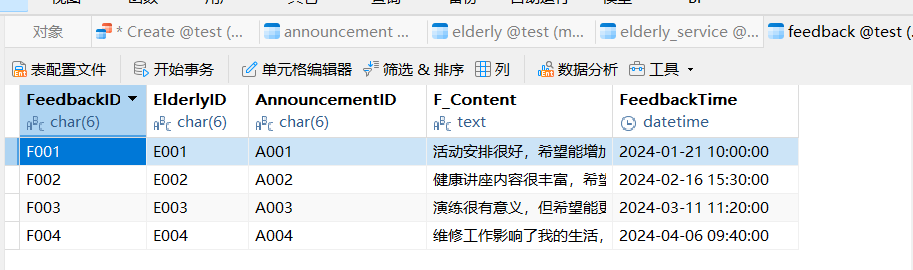 对象 * Create @test (... announcement ... elderly @test (m... elderly_service @... feedback @test (
表配置文件 开始事务 单元格编辑器 筛选 & 排序 列 数据分析 工具
FeedbackID ElderlyID AnnouncementID F_Content FeedbackTime
char(6) char(6) char(6) text datetime
F001 E001 A001 活动安排很好，希望能增加 2024-01-21 10:00:00
F002 E002 A002 健康讲座内容很丰富，希望 2024-02-16 15:30:00
F003 E003 A003 演练很有意义，但希望能更 2024-03-11 11:20:00
F004 E004 A004 维修工作影响了我的生活， 2024-04-06 09:40:00